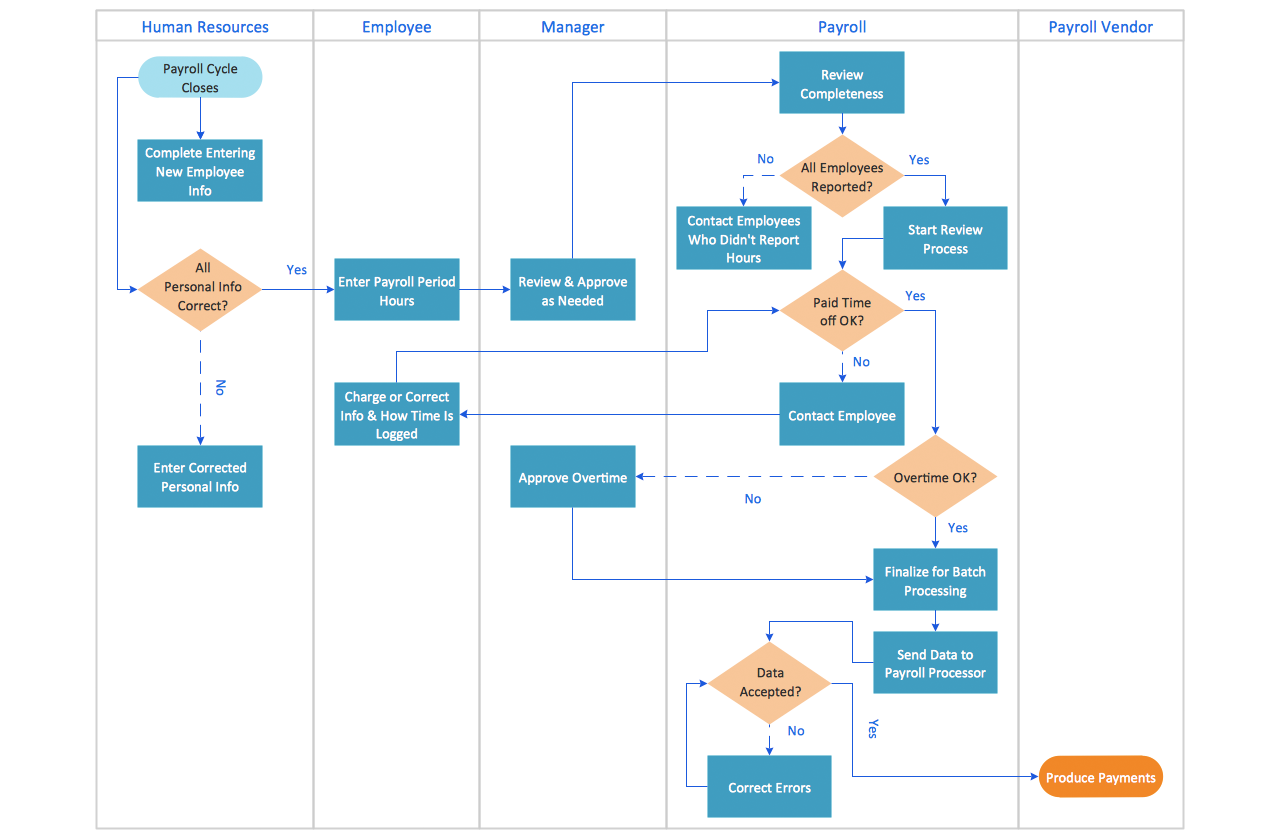 Human Resources
Employee
Manager
Payroll
Payroll Vendor
Payroll Cycle
Closes
Complete Entering
New Employee
Info
All
Personal Info
Correct?
Yes
No
Enter Corrected
Personal Info
Enter Payroll Period
Hours
Charge or Correct
Info & How Time Is
Logged
Review & Approve
as Needed
Approve Overtime
Review
Completeness
All Employees
Reported?
No
Yes
Contact Employees
Who Didn't Report
Hours
Start Review
Process
Paid Time
off OK?
Yes
No
Contact Employee
Overtime OK?
No
Yes
Finalize for Batch
Processing
Send Data to
Payroll Processor
Data
Accepted?
No
Yes
Correct Errors
Produce Payments